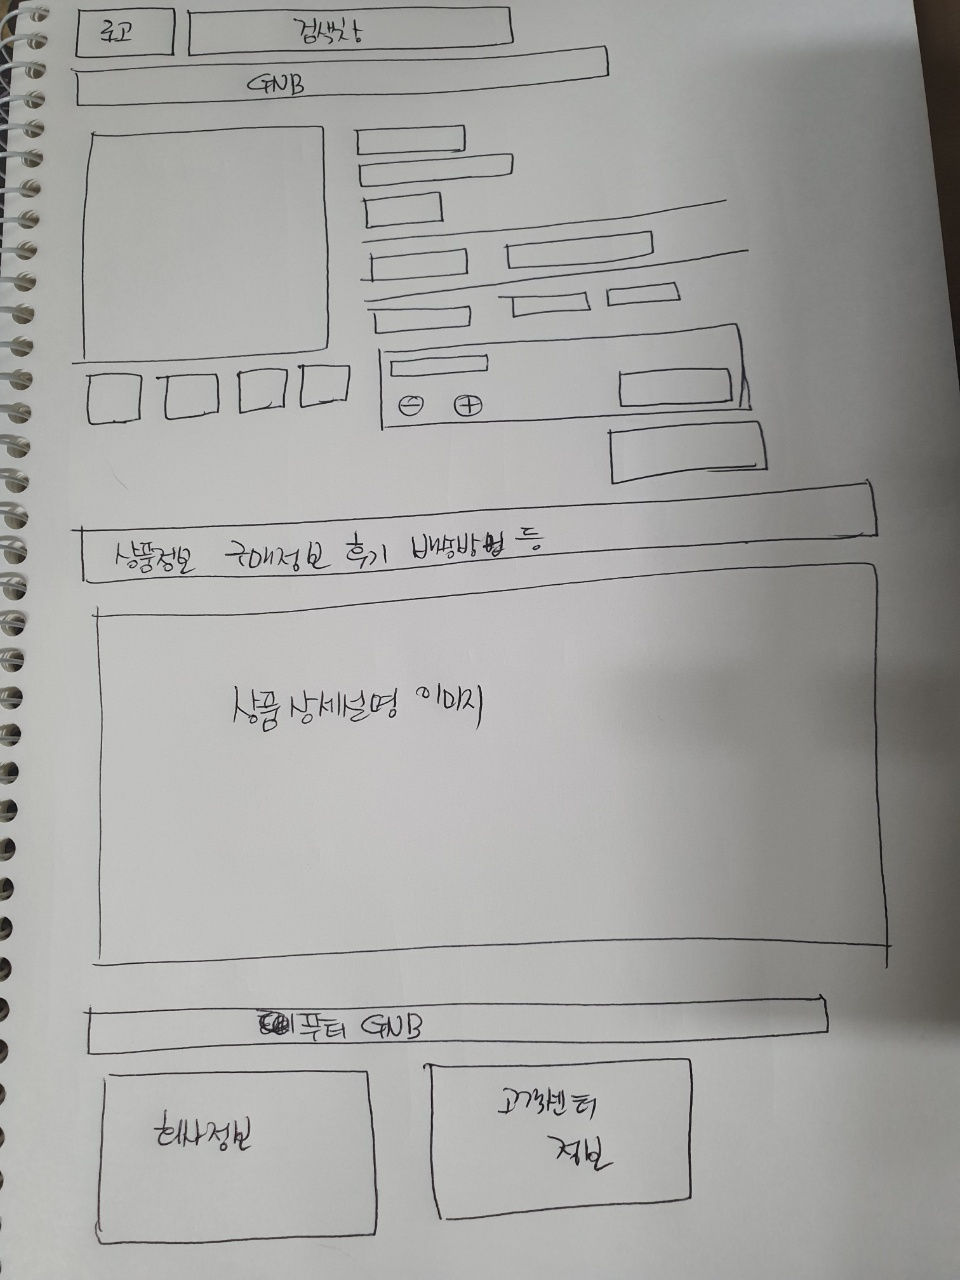 로고 검색창
GNB
상품정보 구매정보 후기 배송방법 등
상품 상세설명 이미지
푸터 GNB
회사정보
고객센터
정보